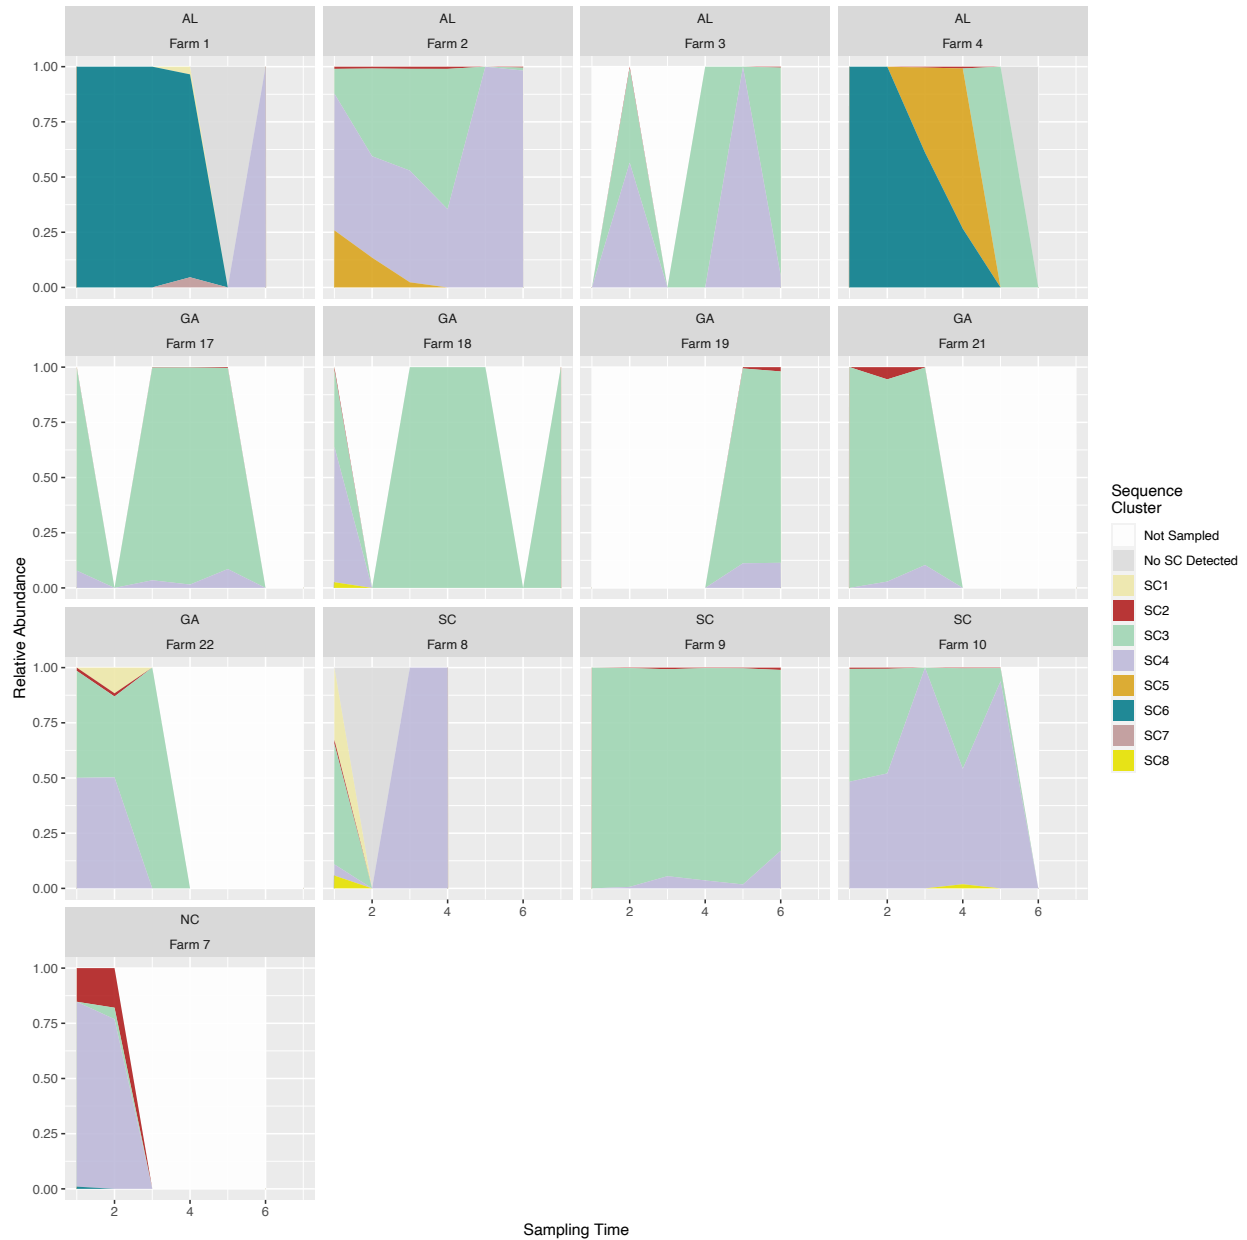 AL
AL
AL
AL
Farm 1
Farm 2
Farm 3
Farm 4
1.00
0.75
0.50
0.25
0.00
GA
GA
GA
GA
Farm 17
Farm 18
Farm 19
Farm 21
1.00
0.75
0.50
0.25
0.00
GA
SC
SC
SC
Farm 22
Farm 8
Farm 9
Farm 10
1.00
0.75
0.50
0.25
0.00
2 4 6
2 4 6
2 4 6
NC
Farm 7
1.00
0.75
0.50
0.25
0.00
2 4 6
Relative Abundance
Sampling Time
Sequence
Cluster
Not Sampled
No SC Detected
SC1
SC2
SC3
SC4
SC5
SC6
SC7
SC8